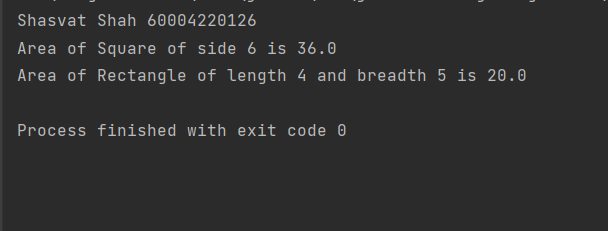 Shasvat Shah 60004220126
Area of Square of side 6 is 36.0
Area of Rectangle of length 4 and breadth 5 is 20.0
Process finished with exit code 0